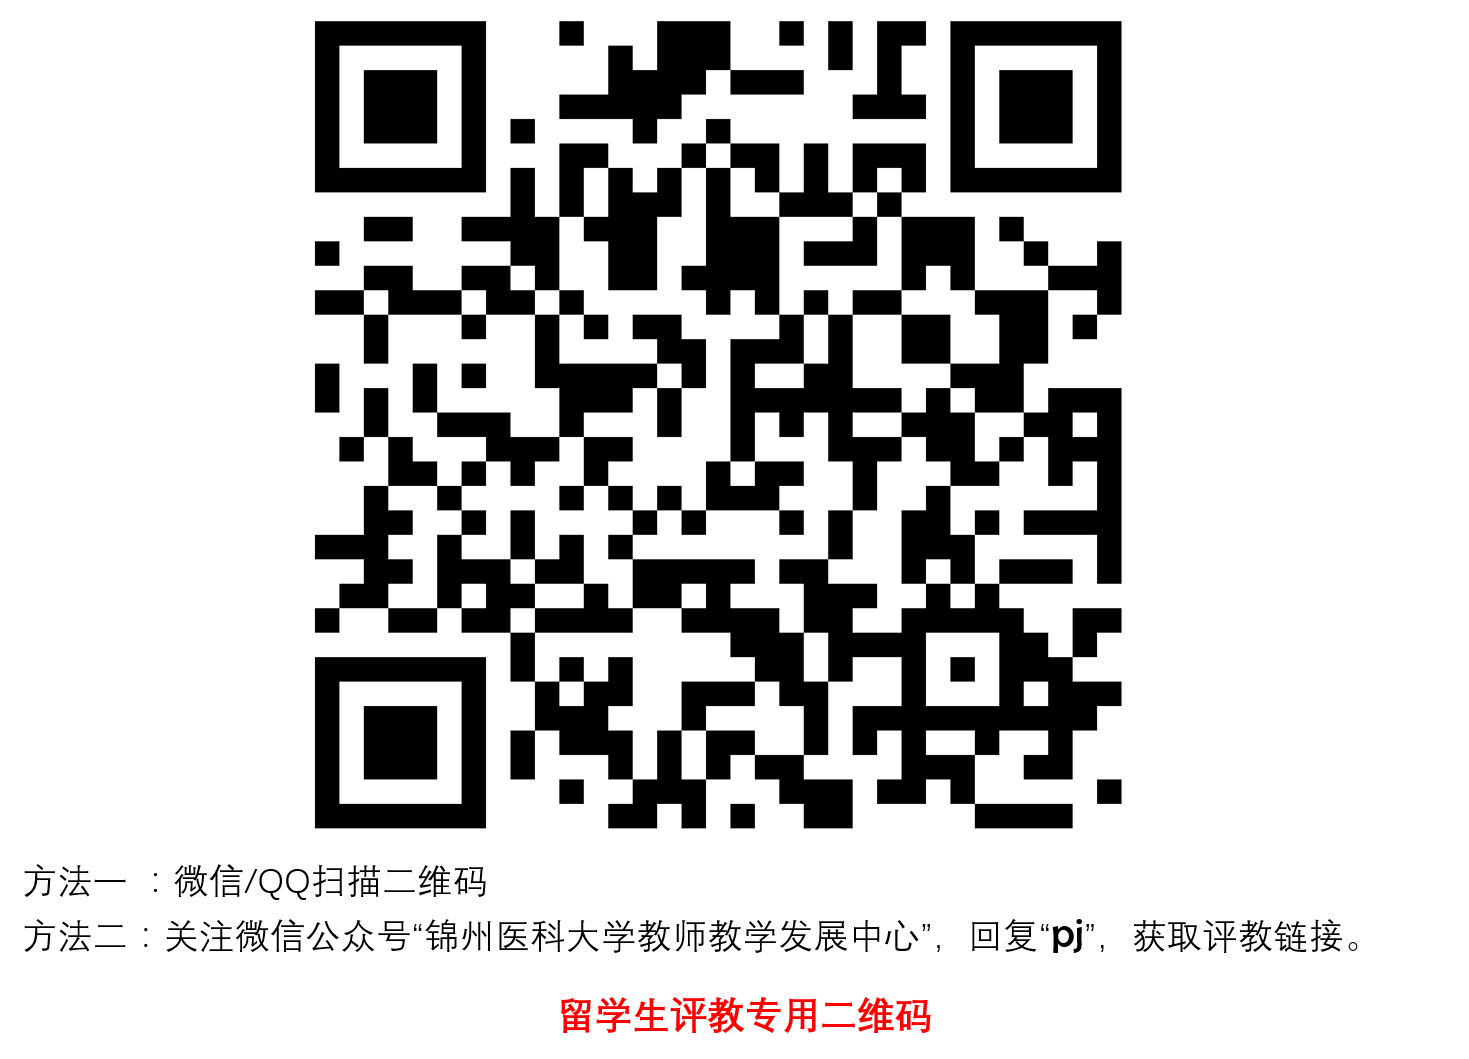 方法一 ：微信/QQ扫描二维码
方法二：关注微信公众号“锦州医科大学教师教学发展中心”，回复“pj”，获取评教链接。
留学生评教专用二维码